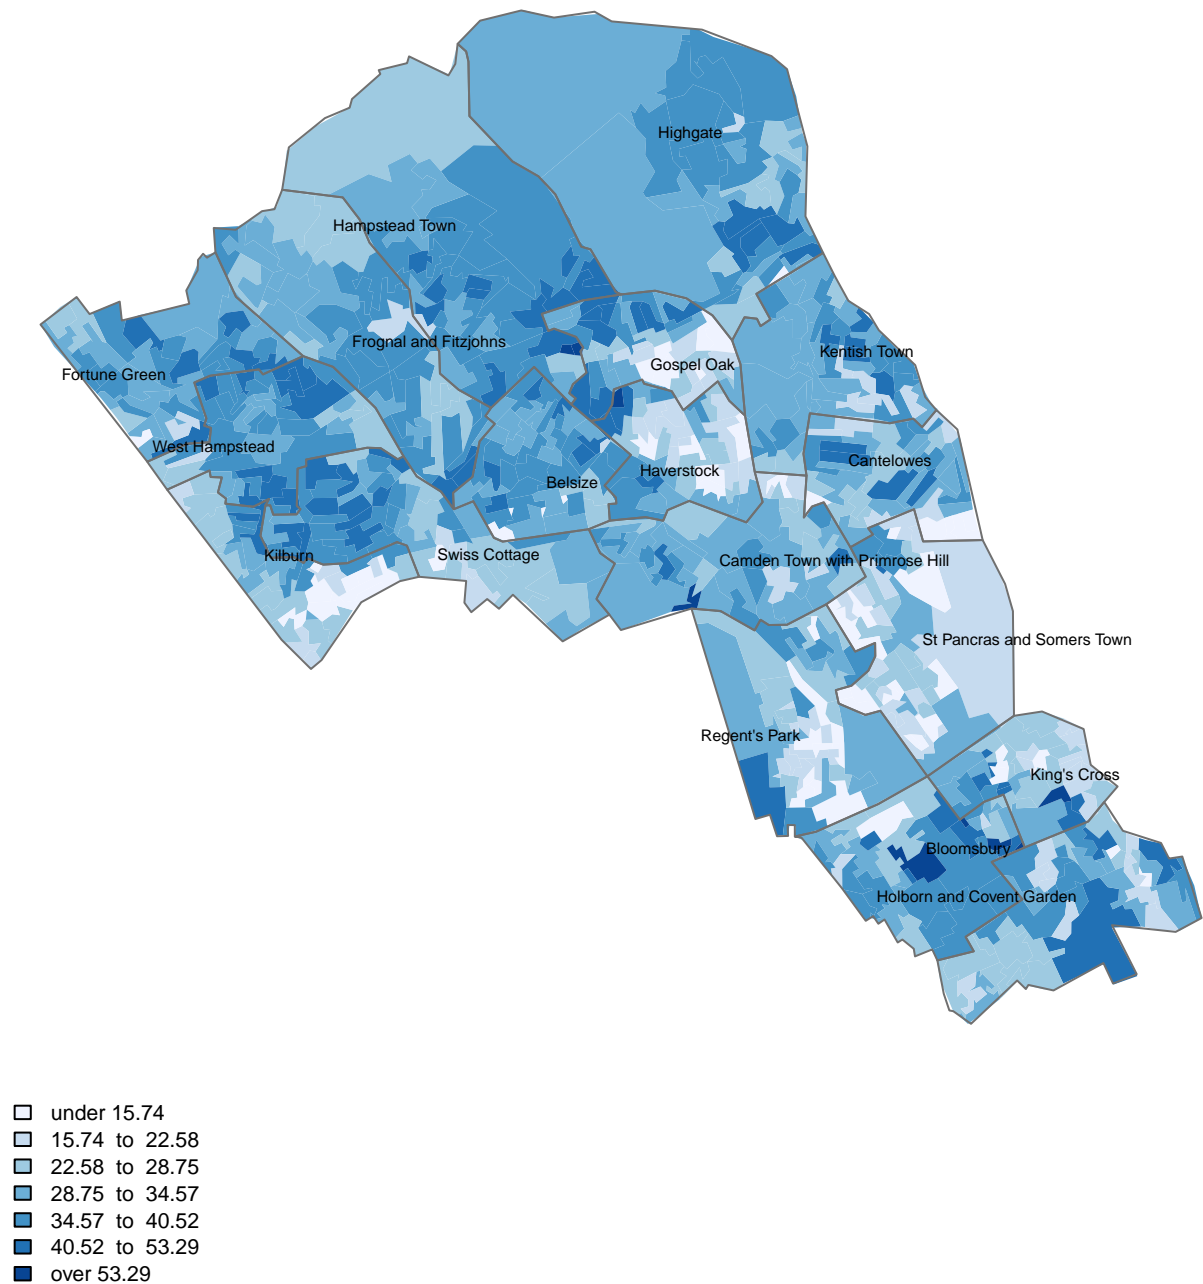 Highgate
Hampstead Town
Frognal and Fitzjohns
Kentish Town
Gospel Oak
Fortune Green
West Hampstead
Cantelowes
Haverstock
Belsize
Kilburn
Swiss Cottage
Camden Town with Primrose Hill
St Pancras and Somers Town
Regent's Park
King's Cross
Bloomsbury
Holborn and Covent Garden
under 15.74
15.74 to 22.58
22.58 to 28.75
28.75 to 34.57
34.57 to 40.52
40.52 to 53.29
over 53.29